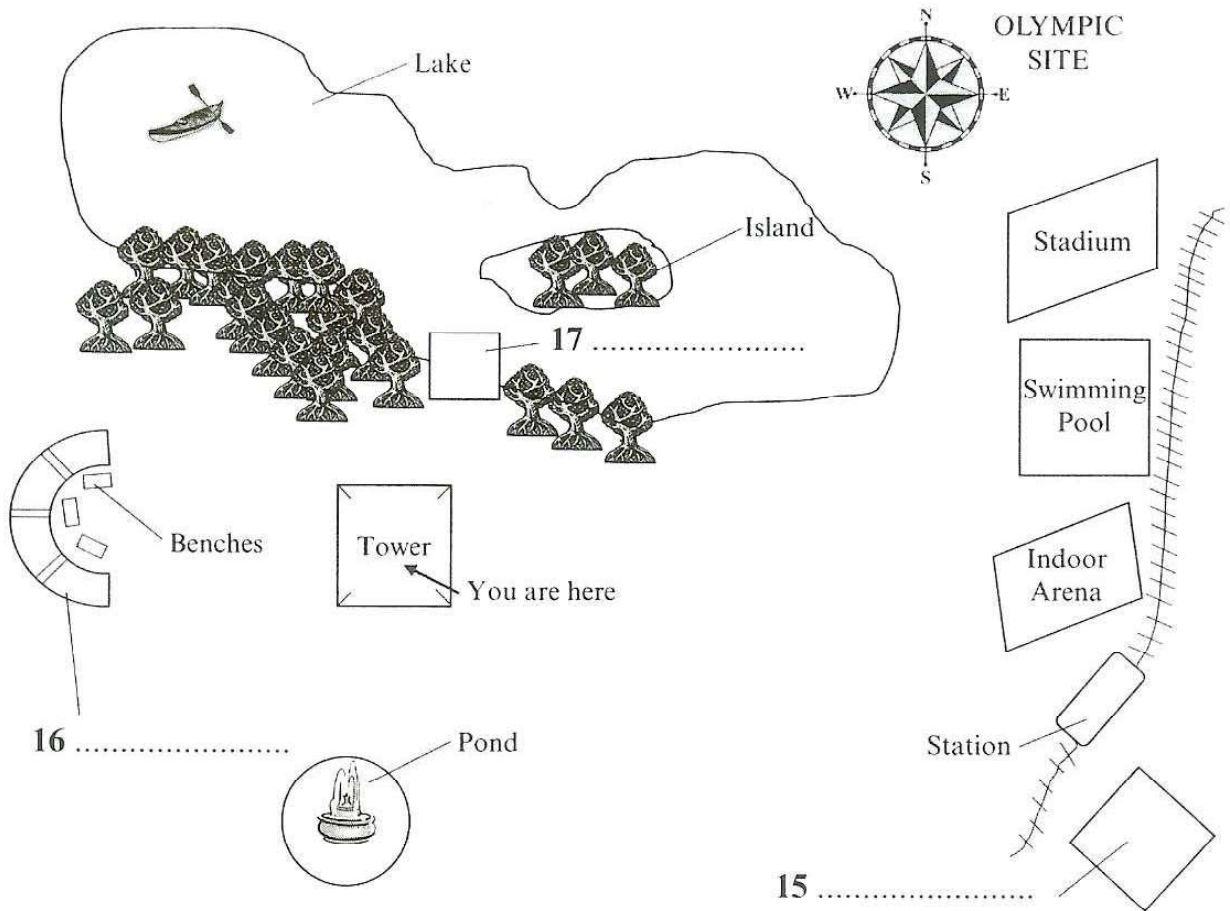 N
OLYMPIC
SITE
Lake
W
E
S
Island
Stadium
17 ........................
Swimming
Pool
Benches
Tower
You are here
Indoor
Arena
16 ........................
Pond
Station
15 ........................